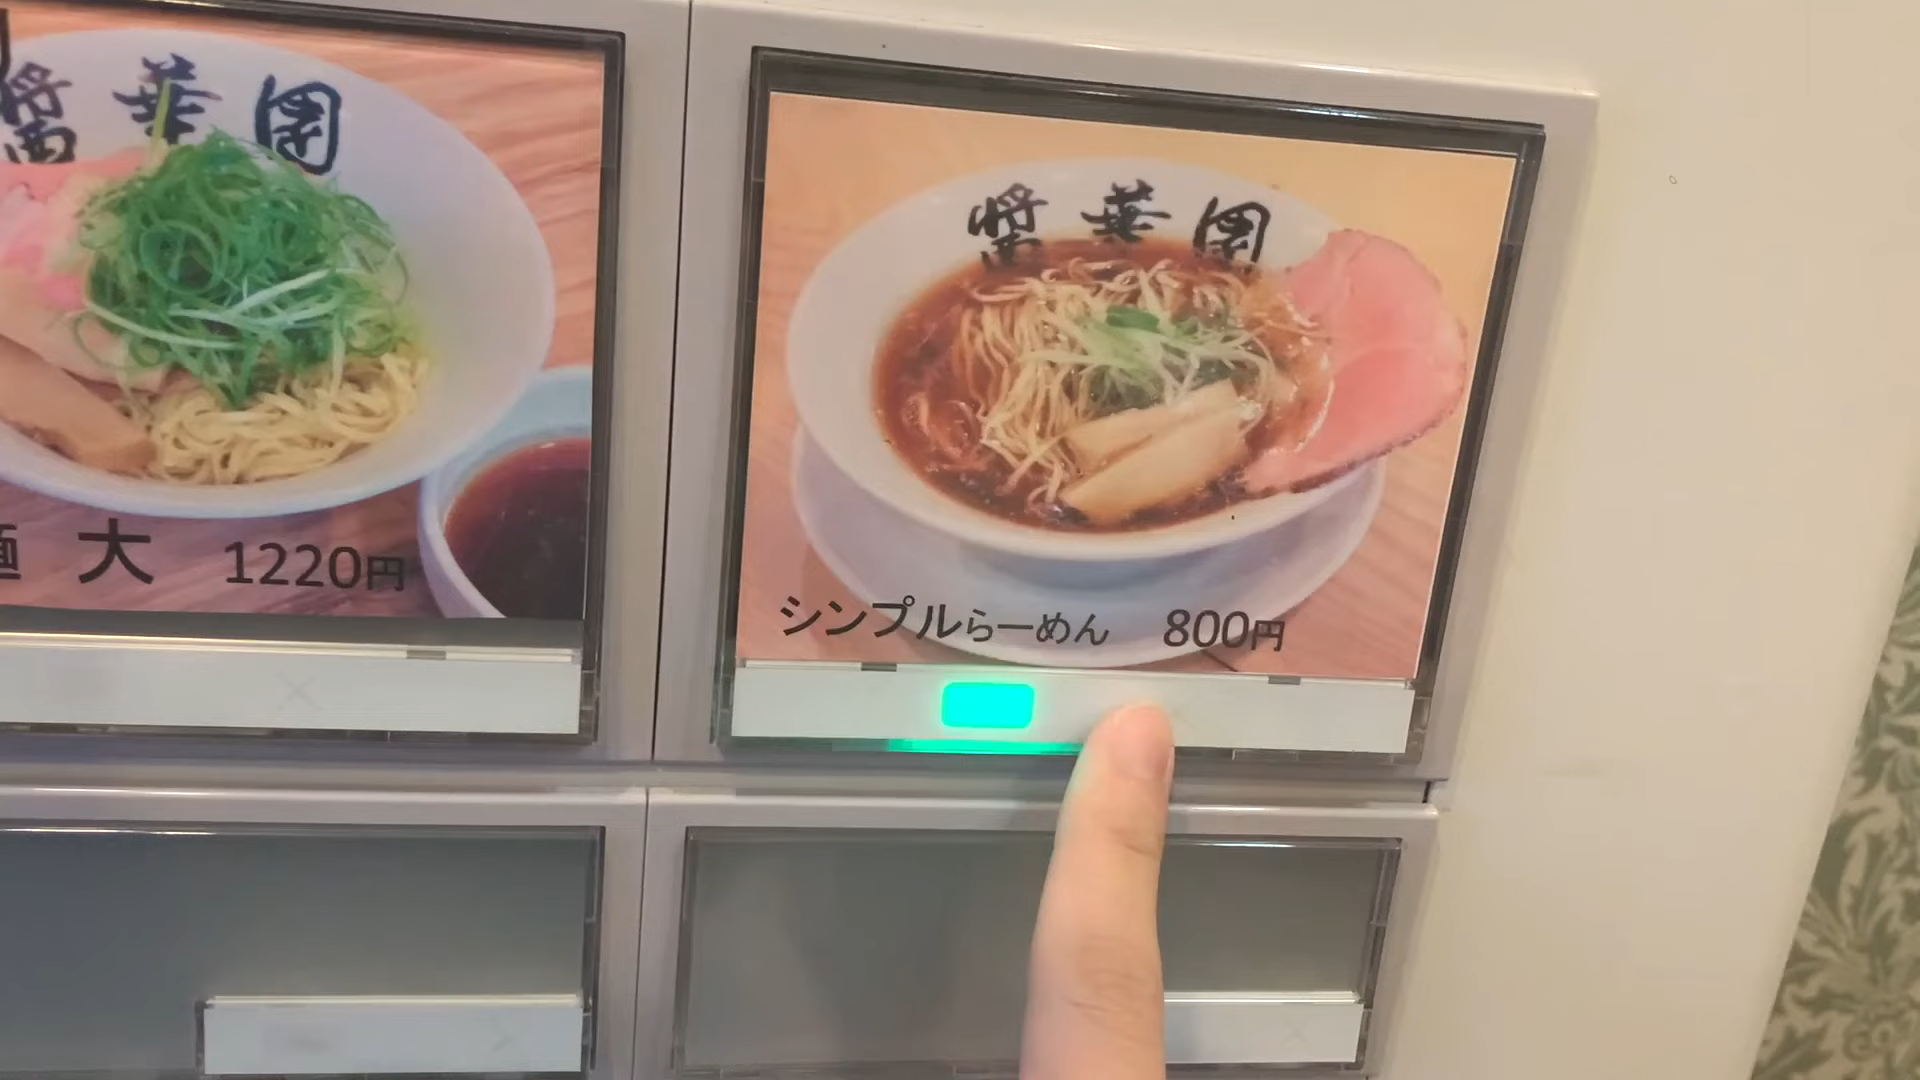 醤華園
麺 大 1220円
醤華園
シンプルらーめん 800円